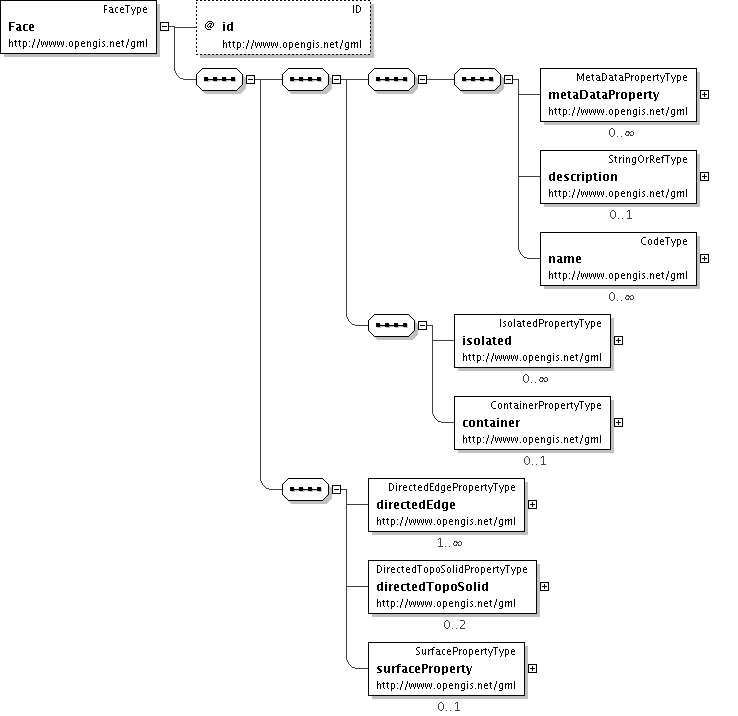 FaceType
Face
http://www.opengis.net/gml
ID
@ id
http://www.opengis.net/gml
MetaDataPropertyType
metaDataProperty
http://www.opengis.net/gml
0..∞
StringOrRefType
description
http://www.opengis.net/gml
0..1
CodeType
name
http://www.opengis.net/gml
0..∞
IsolatedPropertyType
isolated
http://www.opengis.net/gml
0..∞
ContainerPropertyType
container
http://www.opengis.net/gml
0..1
DirectedEdgePropertyType
directedEdge
http://www.opengis.net/gml
1..∞
DirectedTopoSolidPropertyType
directedTopoSolid
http://www.opengis.net/gml
0..2
SurfacePropertyType
surfaceProperty
http://www.opengis.net/gml
0..1